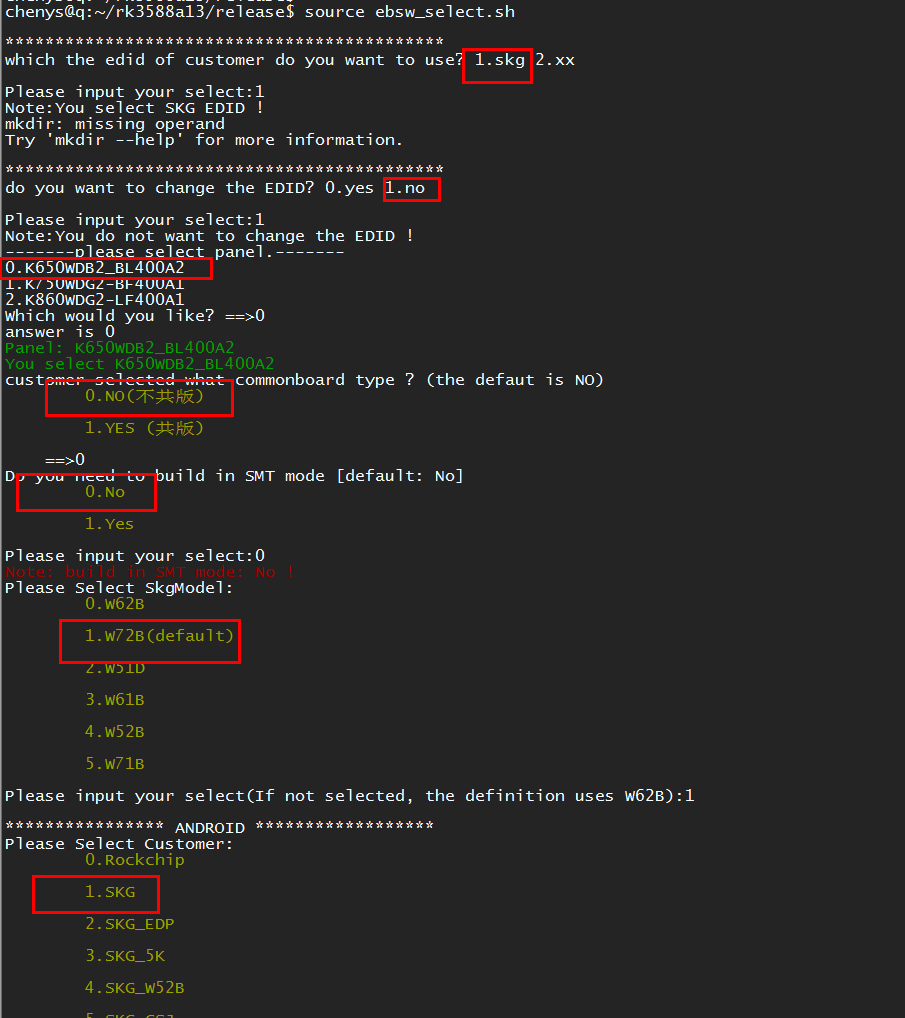 chenys@q:~/rk3588a13/release$ source ebsw_select.sh
********************************************
which the edid of customer do you want to use? 1.skg 2.xx
Please input your select:1
Note:You select SKG EDID !
mkdir: missing operand
Try 'mkdir --help' for more information.
********************************************
do you want to change the EDID? 0.yes 1.no
Please input your select:1
Note:You do not want to change the EDID !
-------please select panel.-------
0.K650WDB2_BL400A2
1.K750WDG2-BF400A1
2.K860WDG2-LF400A1
Which would you like? ==>0
answer is 0
Panel: K650WDB2_BL400A2
You select K650WDB2_BL400A2
customer selected what commonboard type ? (the defaut is NO)
0.NO(不共版)
1.YES (共版)
==>0
Do you need to build in SMT mode [default: No]
0.No
1.Yes
Please input your select:0
Note: build in SMT mode: No !
Please Select SkgModel:
0.W62B
1.W72B(default)
2.W51D
3.W61B
4.W52B
5.W71B
Please input your select(If not selected, the definition uses W62B):1
**************** ANDROID ******************
Please Select Customer:
0.Rockchip
1.SKG
2.SKG_EDP
3.SKG_5K
4.SKG_W52B